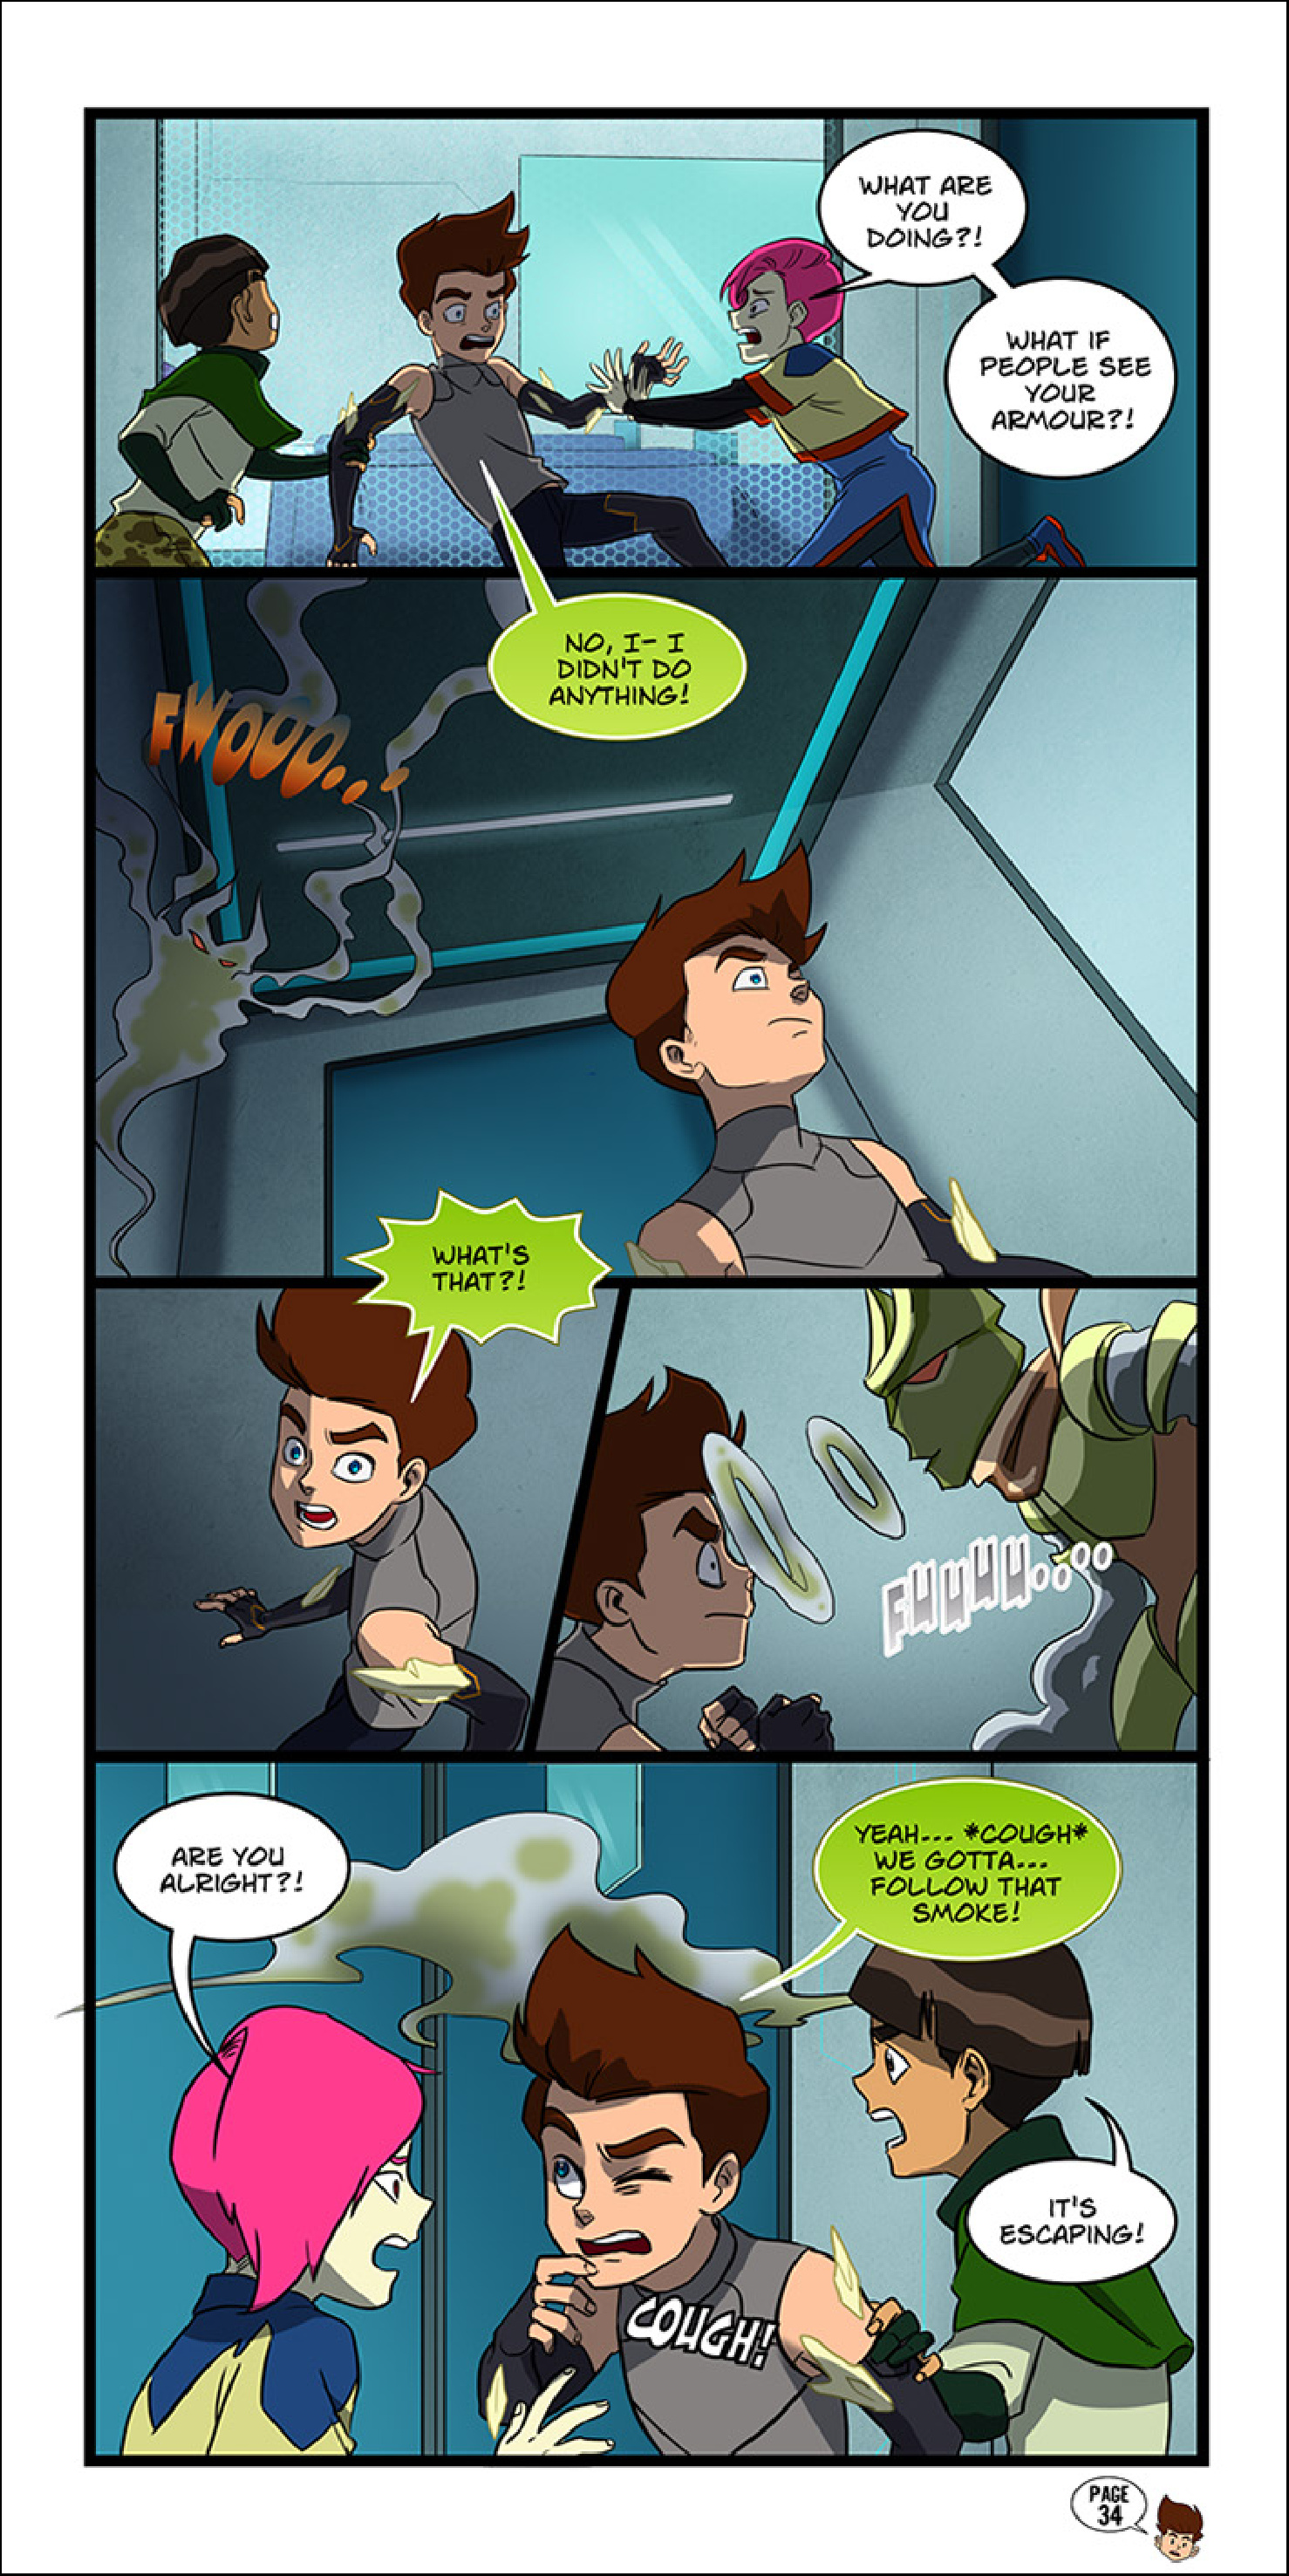 WHAT ARE
YOU
DOING?!
WHAT IF
PEOPLE SEE
YOUR
ARMOUR?!
NO, I- I
DIDN'T DO
ANYTHING!
FWOOO...
WHAT'S
THAT?!
FHUUU....
ARE YOU
ALRIGHT?!
YEAH... *COUGH*
WE GOTTA...
FOLLOW THAT
SMOKE!
IT'S
ESCAPING!
COUGH!
PAGE
34